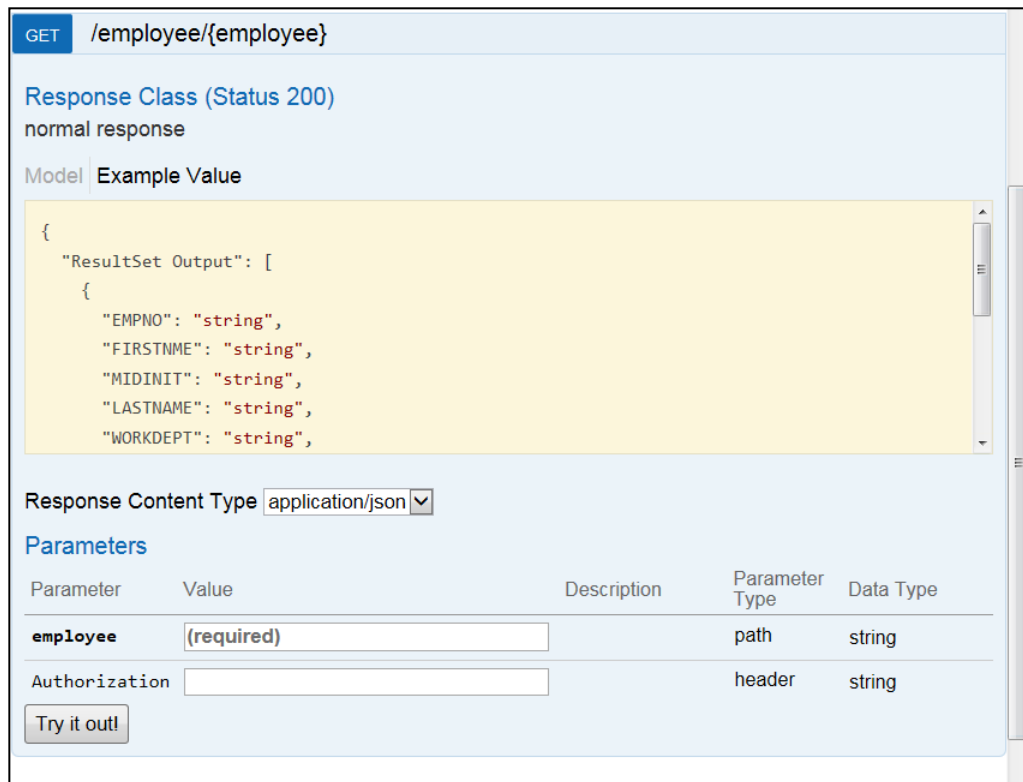 GET /employee/{employee}
Response Class (Status 200)
normal response
Model Example Value
{
"ResultSet Output": [
{
"EMPNO": "string",
"FIRSTNME": "string",
"MIDINIT": "string",
"LASTNAME": "string",
"WORKDEPT": "string",
Response Content Type application/json
Parameters
Parameter Value Description Parameter Type Data Type
employee (required) path string
Authorization header string
Try it out!